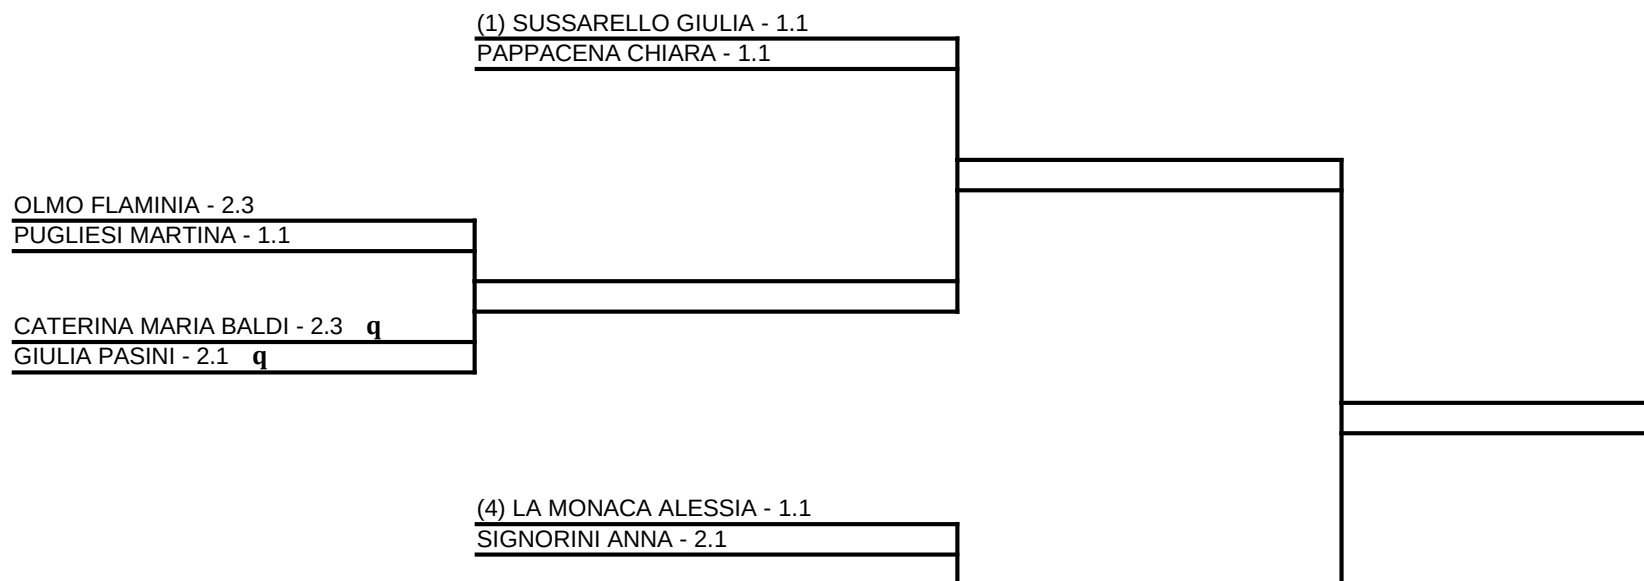 (1) SUSSARELLO GIULIA - 1.1
PAPPACENA CHIARA - 1.1
OLMO FLAMINIA - 2.3
PUGLIESI MARTINA - 1.1
CATERINA MARIA BALDI - 2.3 q
GIULIA PASINI - 2.1 q
(4) LA MONACA ALESSIA - 1.1
SIGNORINI ANNA - 2.1